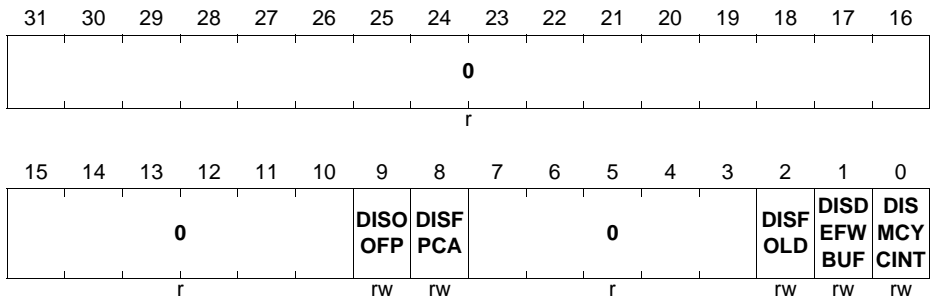 31 30 29 28 27 26 25 24 23 22 21 20 19 18 17 16
0
r
15 14 13 12 11 10 9 8 7 6 5 4 3 2 1 0
0
DISO
OFP
DISF
PCA
0
DISF
OLD
DISD
EFW
BUF
DIS
MCY
CINT
r rw rw r rw rw rw